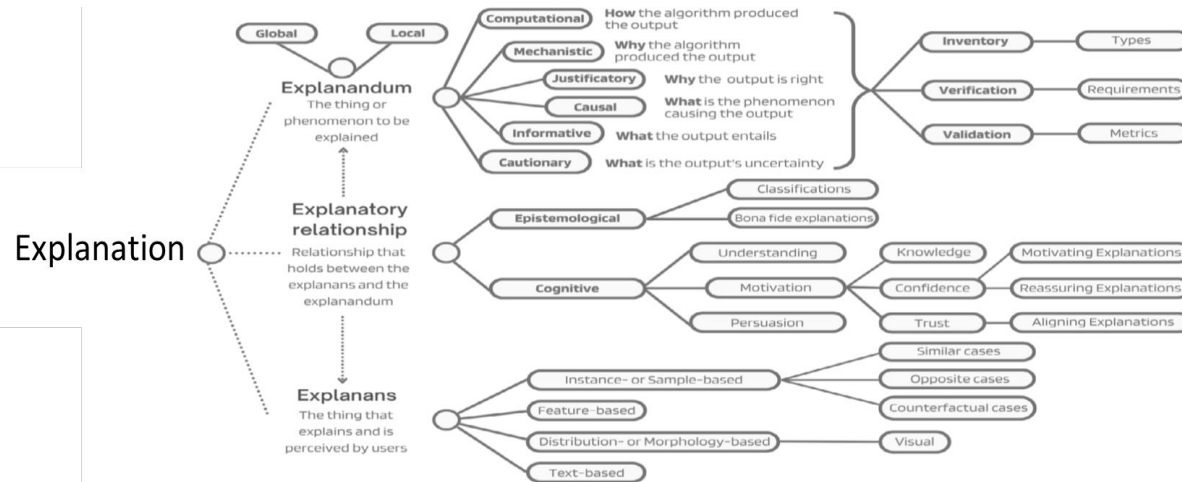 Explanation
Global
Local
Explanandum
The thing or
phenomenon to be
explained
Computational
How the algorithm produced
the output
Mechanistic
Why the algorithm
produced the output
Justificatory
Why the output is right
Causal
What is the phenomenon
causing the output
Informative
What the output entails
Cautionary
What is the output's uncertainty
Inventory
Types
Verification
Requirements
Validation
Metrics
Explanatory
relationship
Relationship that
holds between the
explanans and the
explanandum
Epistemological
Classifications
Bona fide explanations
Cognitive
Understanding
Motivation
Persuasion
Knowledge
Confidence
Trust
Motivating Explanations
Reassuring Explanations
Aligning Explanations
Explanans
The thing that
explains and is
perceived by users
Instance- or Sample-based
Similar cases
Opposite cases
Counterfactual cases
Feature-based
Distribution- or Morphology-based
Visual
Text-based